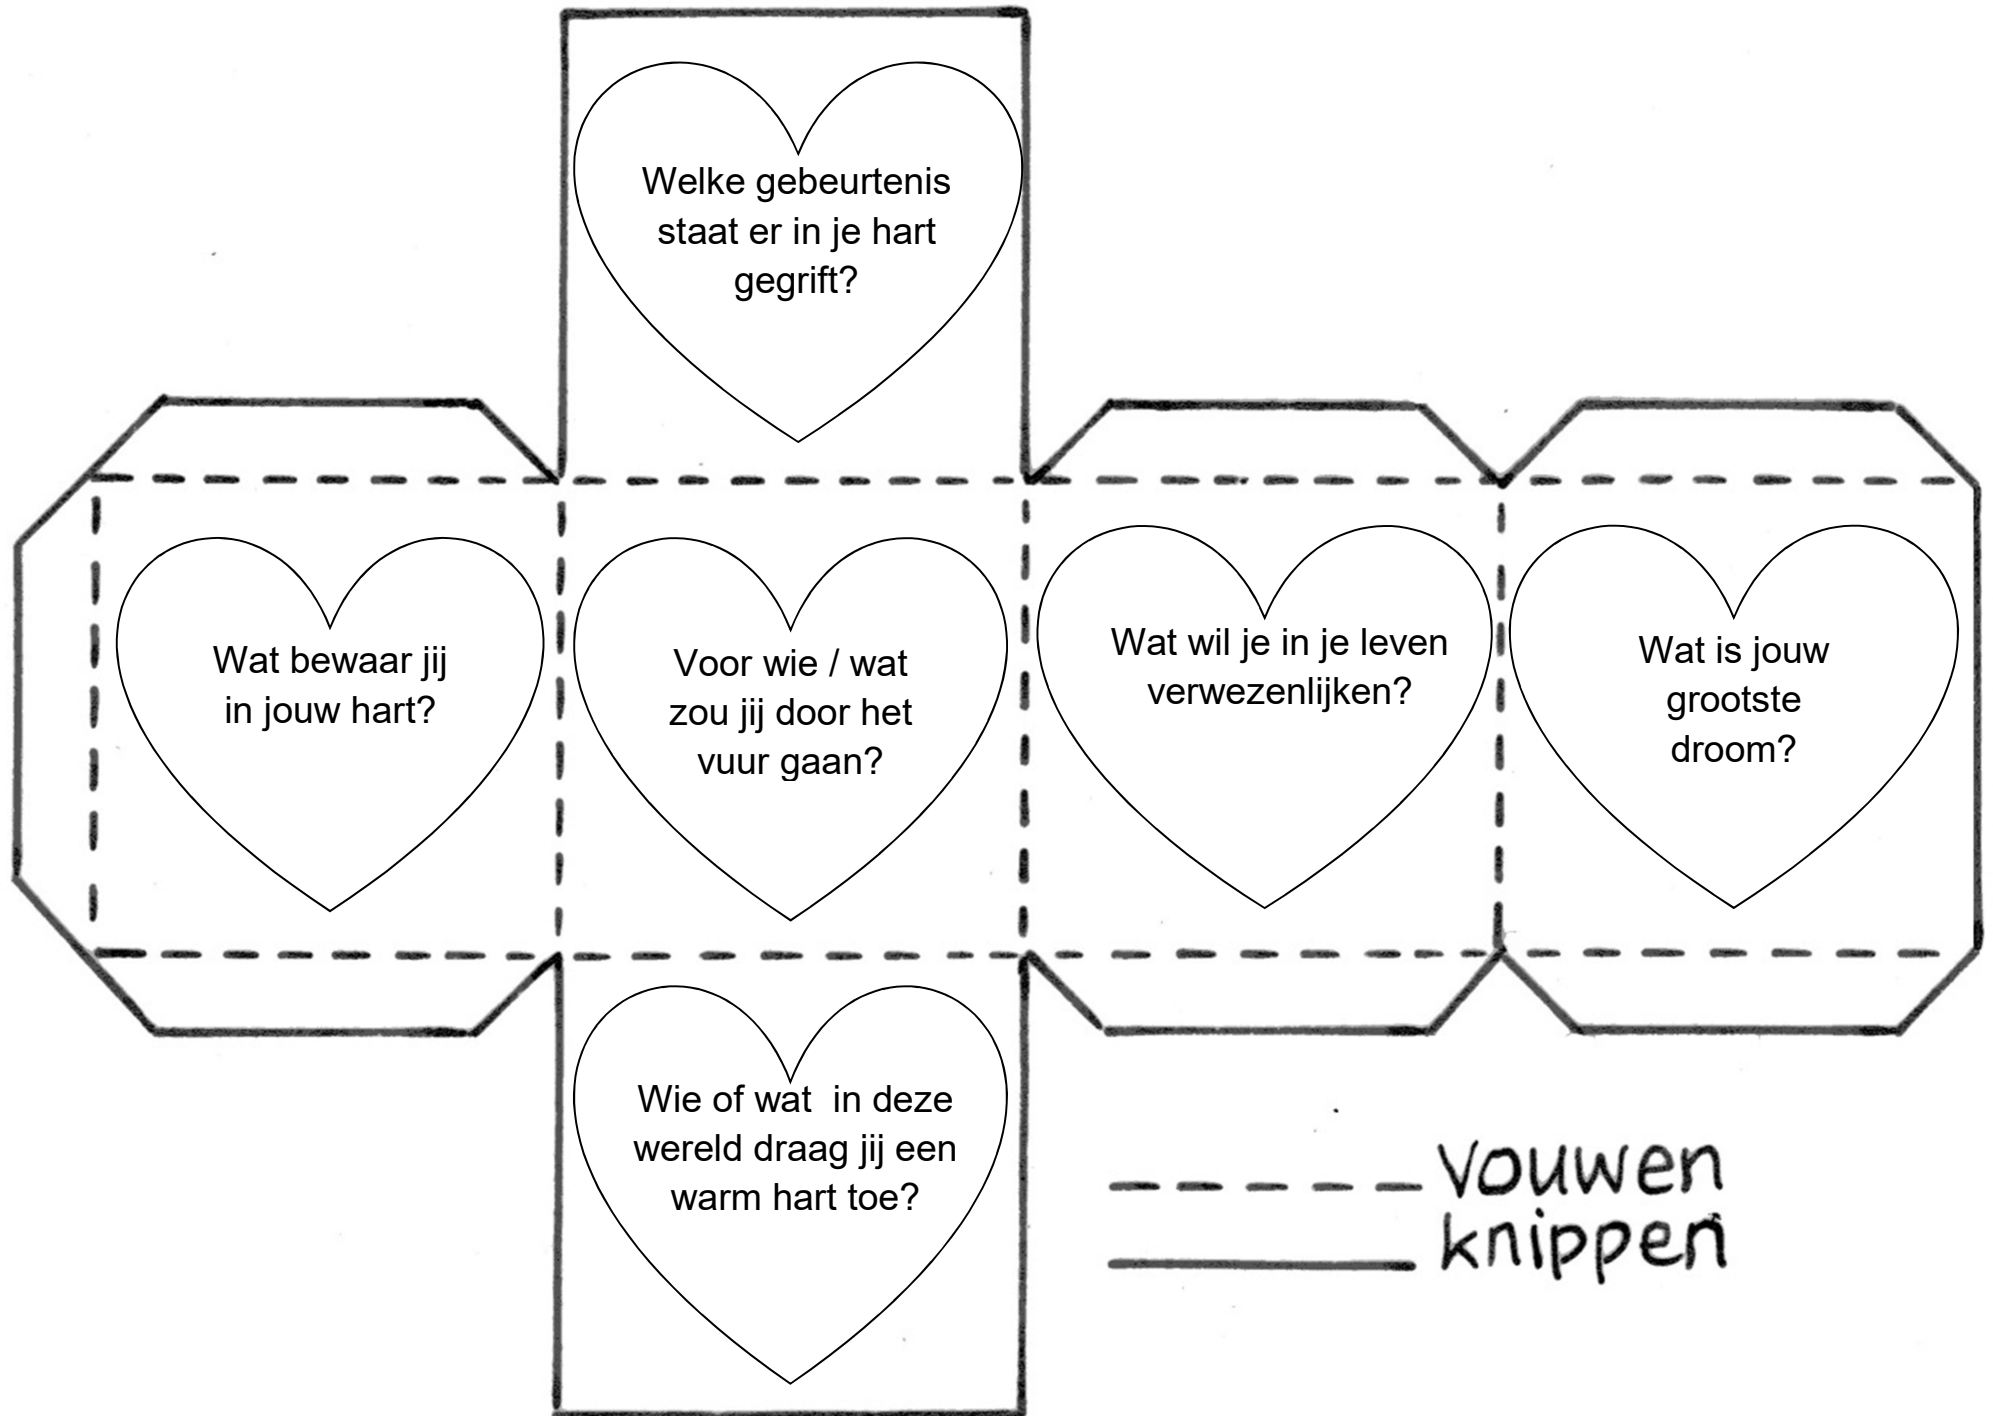 Welke gebeurtenis
staat er in je hart
gegrift?
Wat bewaar jij
in jouw hart?
Voor wie / wat
zou jij door het
vuur gaan?
Wat wil je in je leven
verwezenlijken?
Wat is jouw
grootste
droom?
Wie of wat  in deze
wereld draag jij een
warm hart toe?
vouwen
knippen